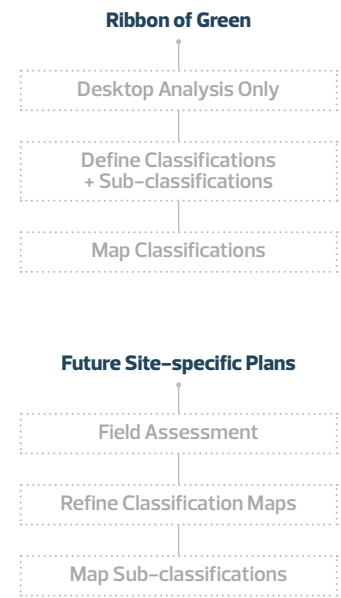 Ribbon of Green
Desktop Analysis Only
Define Classifications
+ Sub-classifications
Map Classifications
Future Site-specific Plans
Field Assessment
Refine Classification Maps
Map Sub-classifications